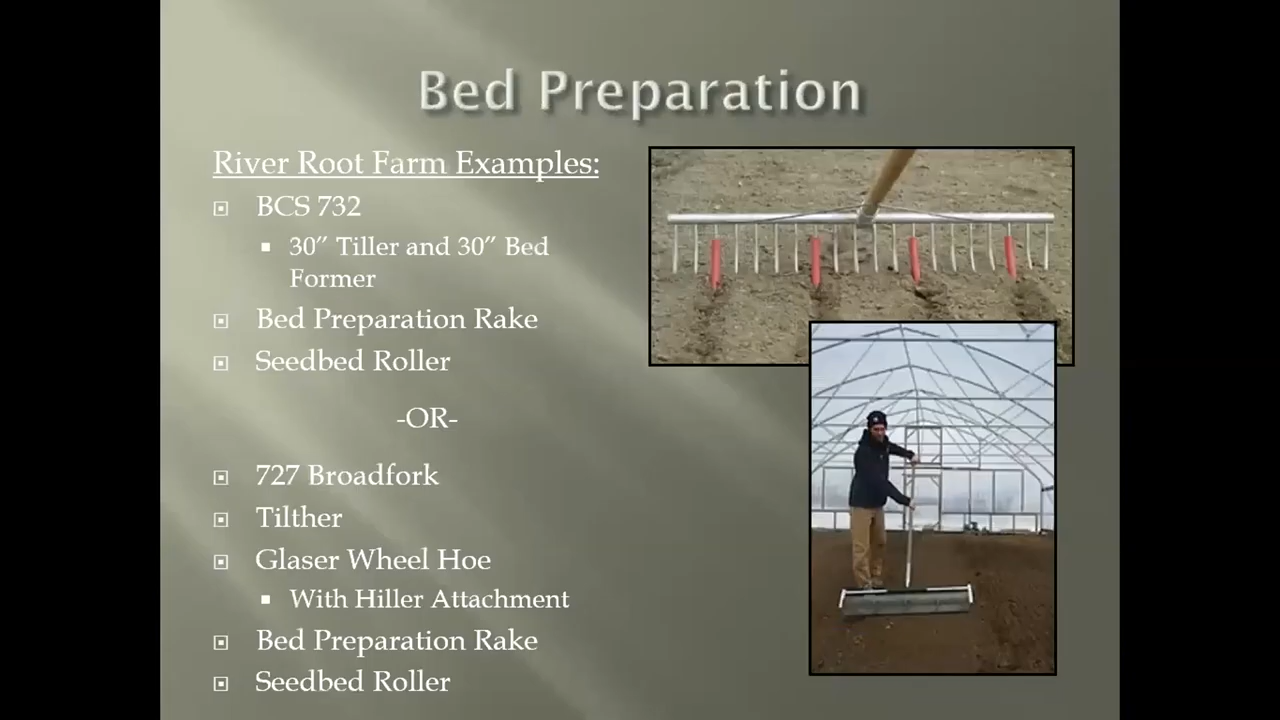 Bed Preparation
River Root Farm Examples:
BCS 732
30” Tiller and 30” Bed
Former
Bed Preparation Rake
Seedbed Roller
-OR-
727 Broadfork
Tilther
Glaser Wheel Hoe
With Hiller Attachment
Bed Preparation Rake
Seedbed Roller